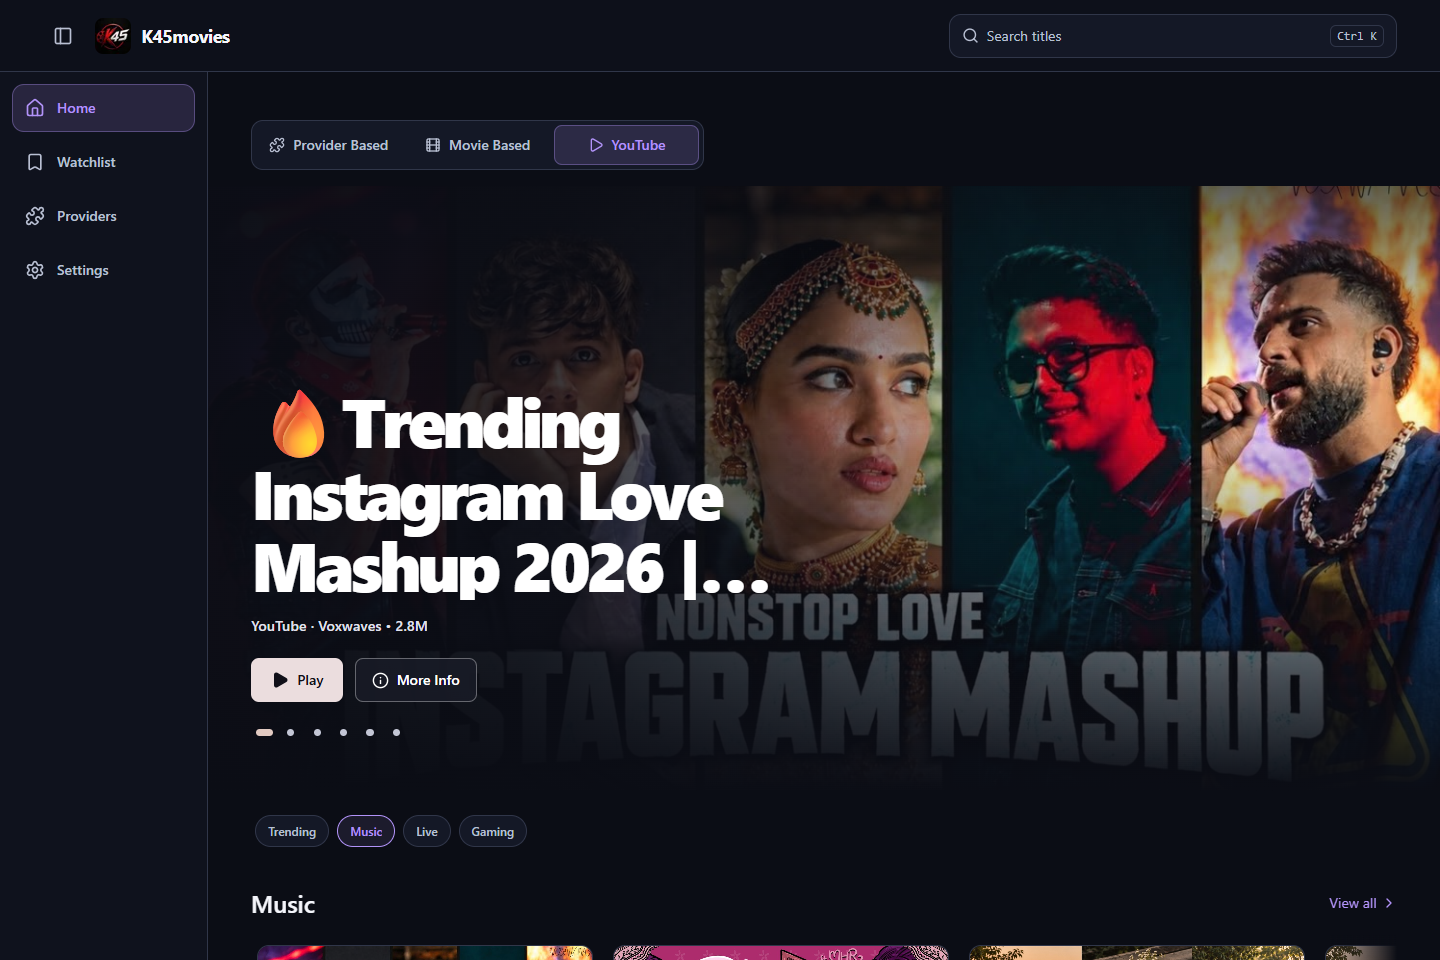 K45
K45movies
Search titles
Ctrl K
Home
Watchlist
Providers
Settings
Provider Based
Movie Based
YouTube
🔥 Trending
Instagram Love
Mashup 2026 |...
NONSTOP LOVE
INSTAGRAM MASHUP
YouTube · Voxwaves • 2.8M
Play
More Info
Trending
Music
Live
Gaming
Music
View all